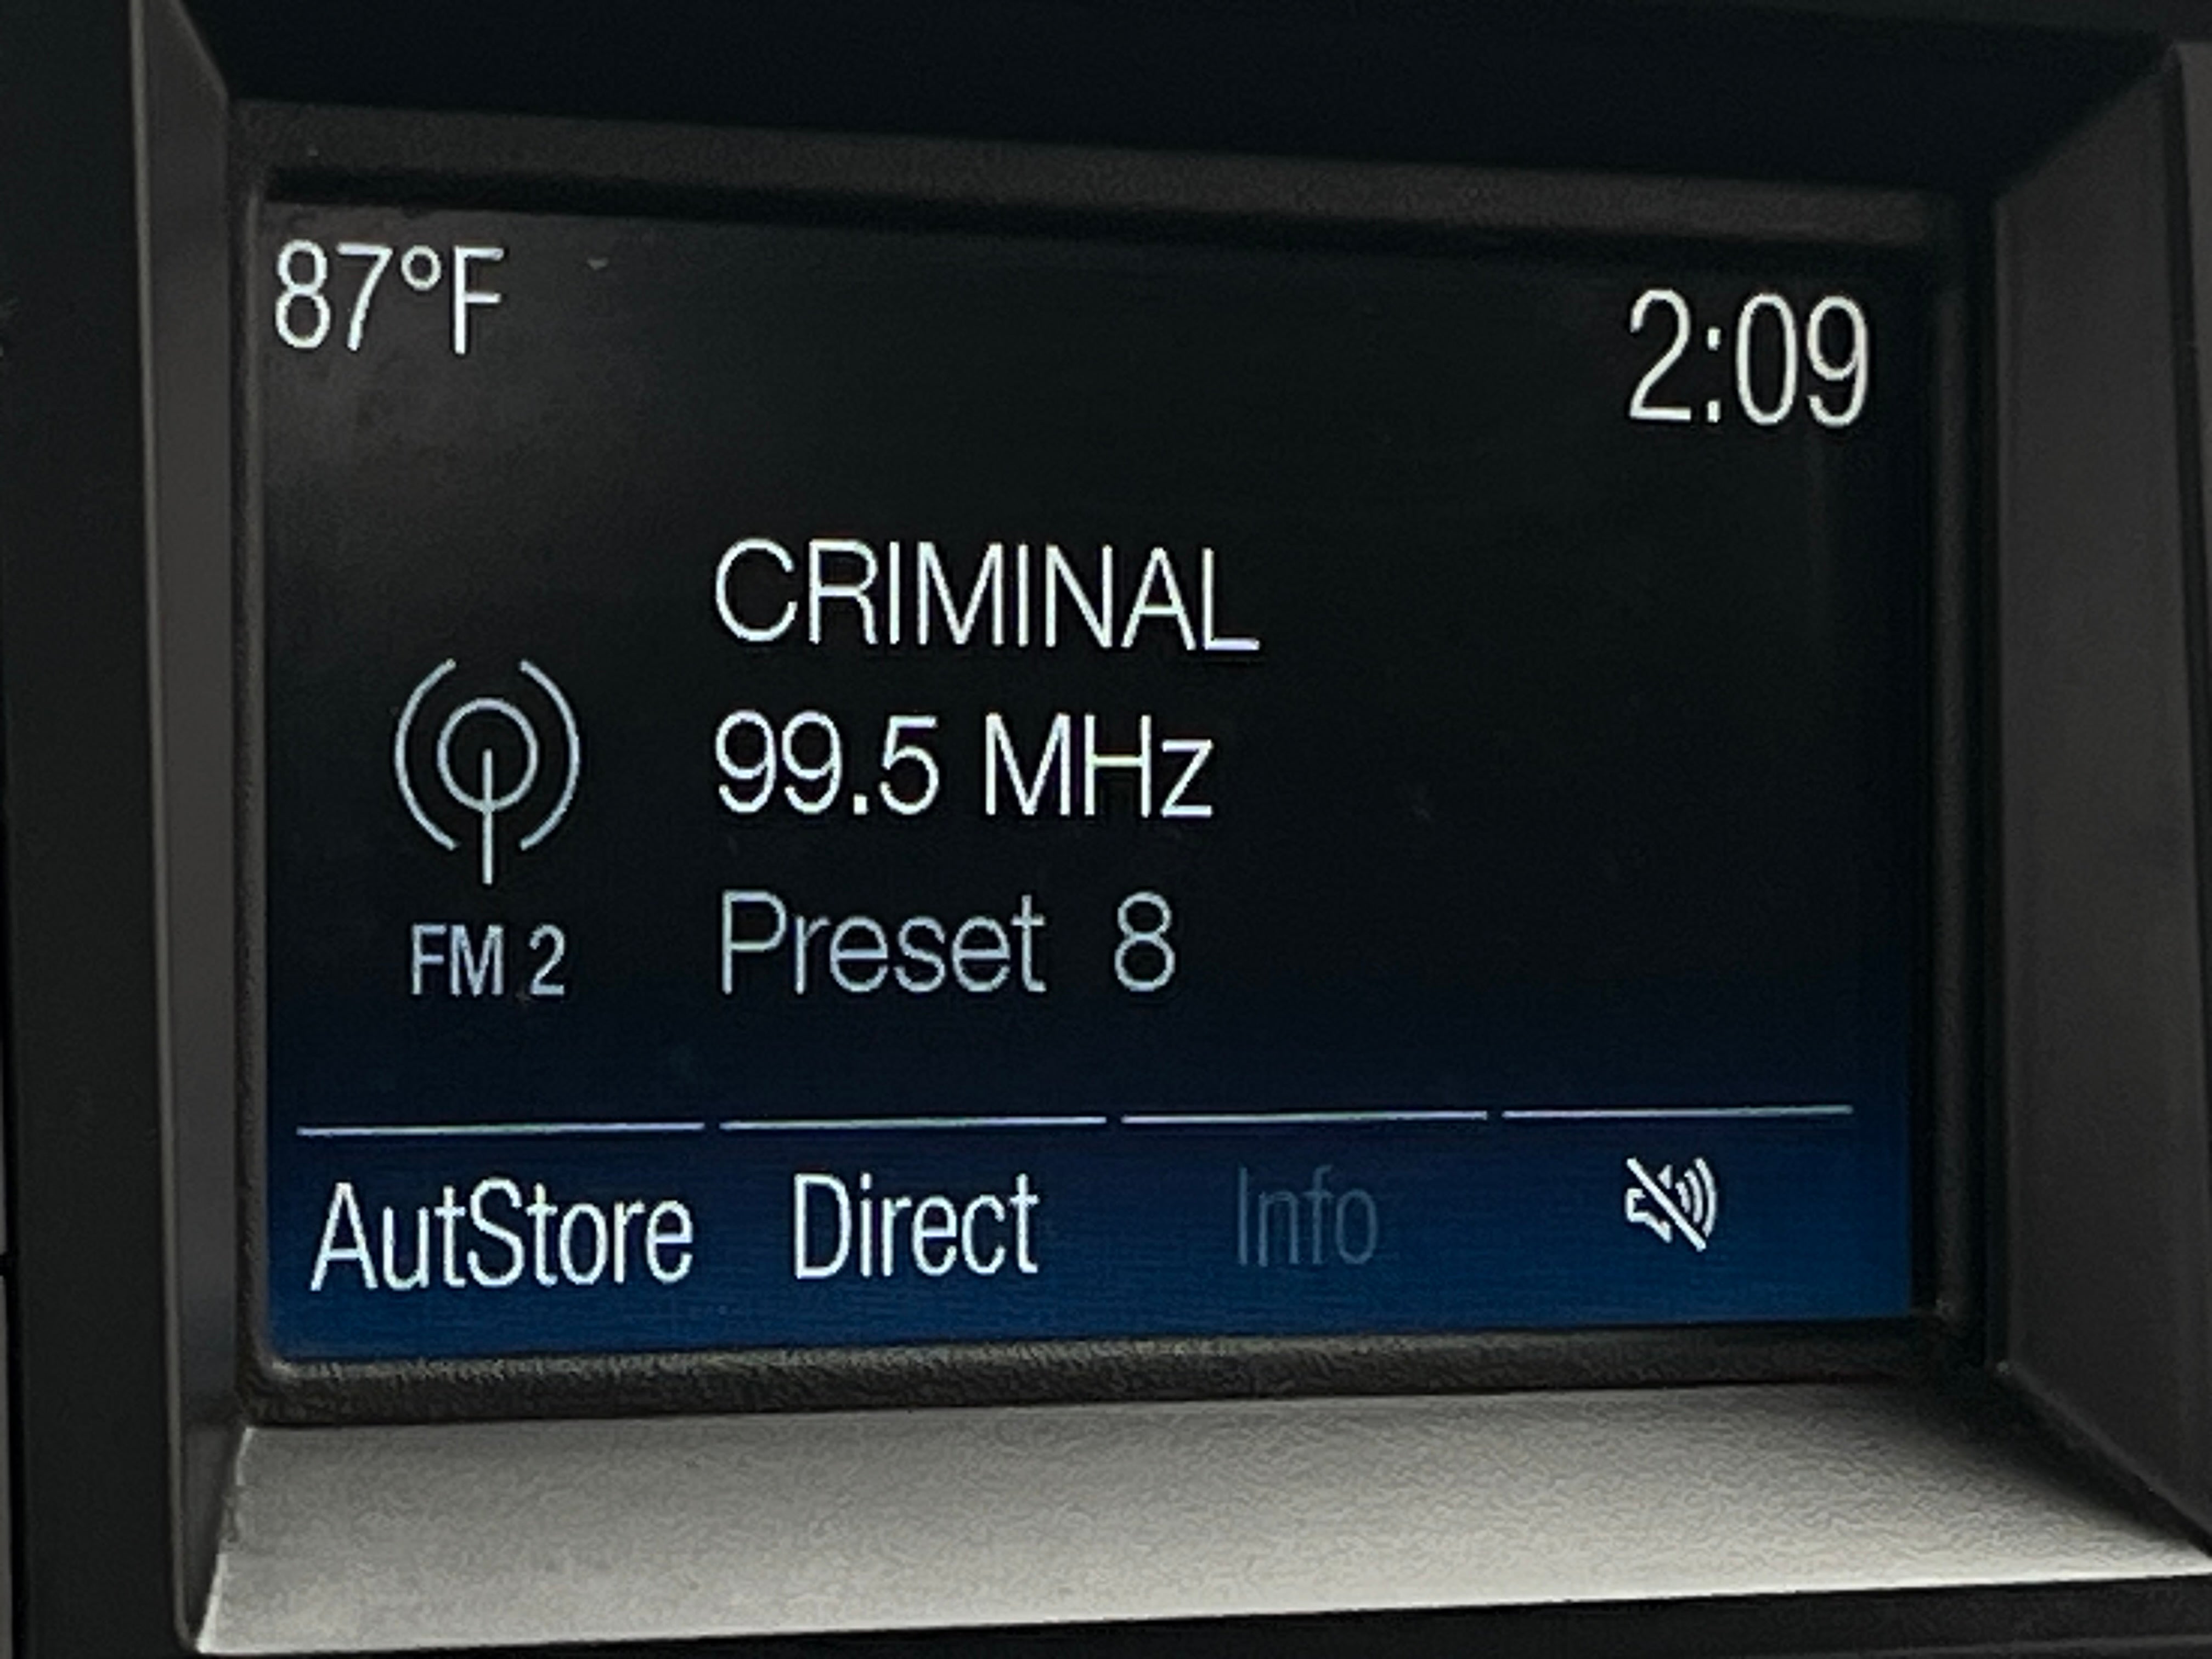 87°F
2:09
CRIMINAL
99.5 MHz
FM 2
Preset 8
AutStore Direct Info